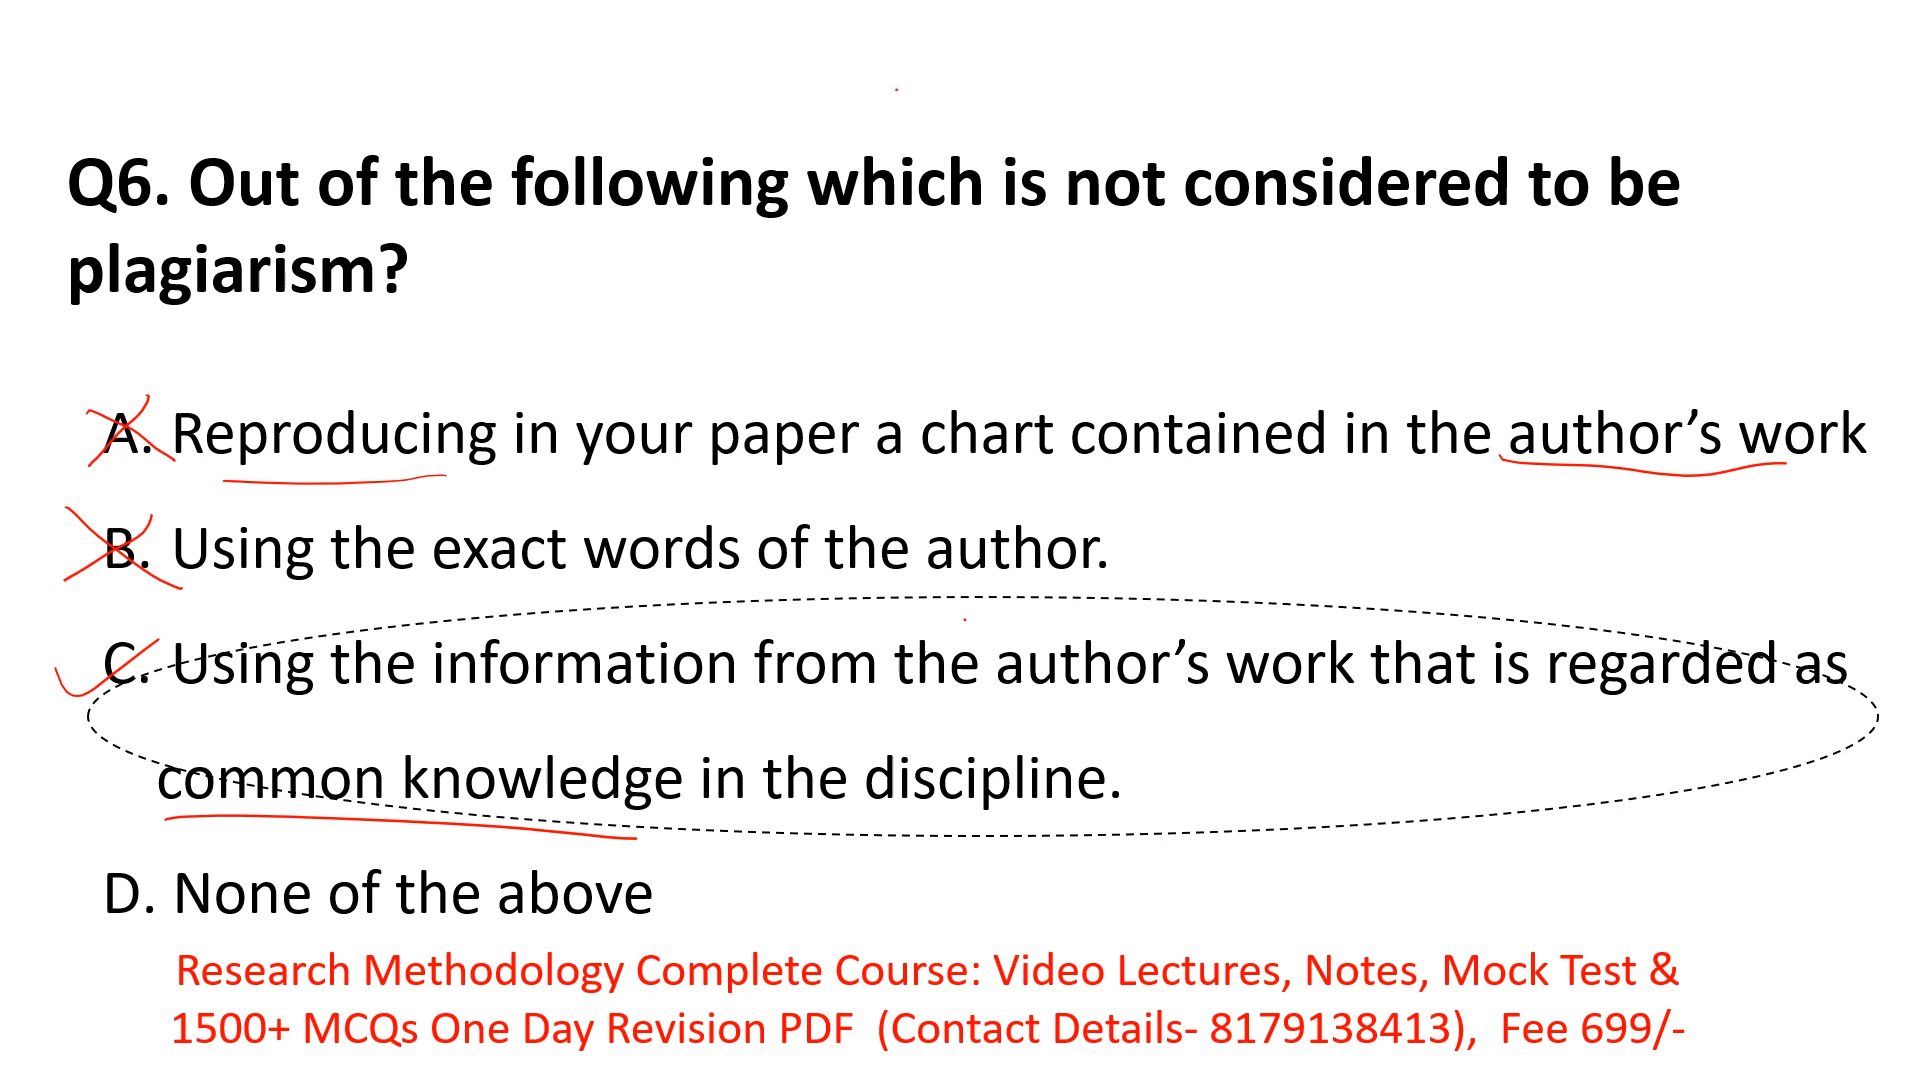 Q6. Out of the following which is not considered to be
plagiarism?
A. Reproducing in your paper a chart contained in the author’s work
B. Using the exact words of the author.
C. Using the information from the author’s work that is regarded as
common knowledge in the discipline.
D. None of the above
Research Methodology Complete Course: Video Lectures, Notes, Mock Test &
1500+ MCQs One Day Revision PDF (Contact Details- 8179138413), Fee 699/-